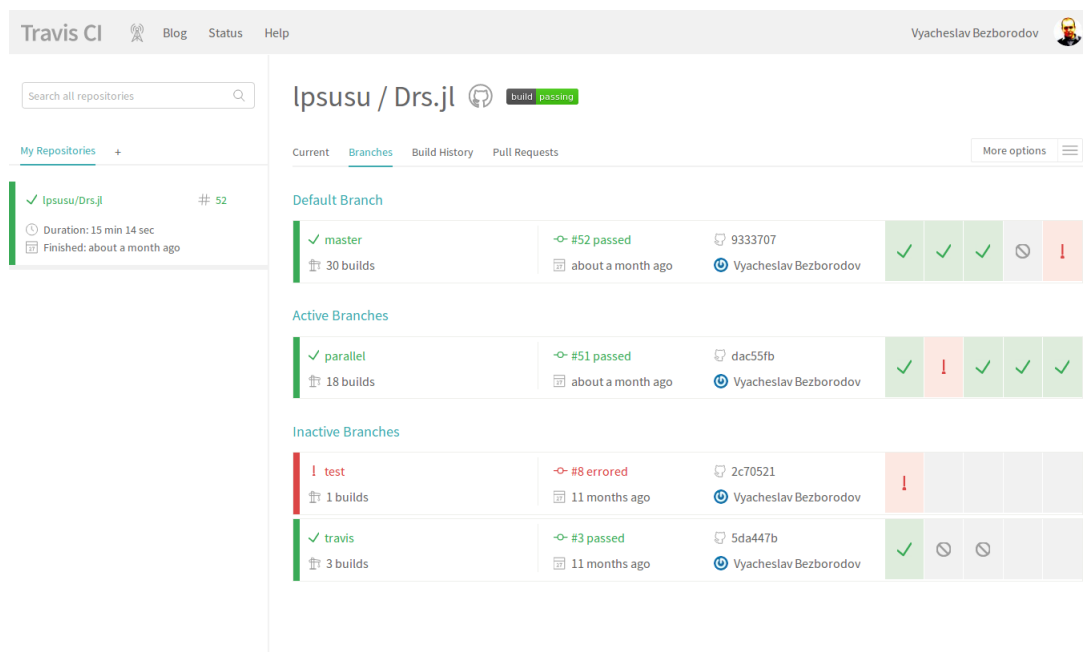 Travis CI Blog Status Help Vyacheslav Bezborodov
Search all repositories
My Repositories +
lpsusu/Drs.jl # 52
Duration: 15 min 14 sec
Finished: about a month ago
lpsusu / Drs.jl build passing
Current Branches Build History Pull Requests More options
Default Branch
master #52 passed 9333707
30 builds about a month ago Vyacheslav Bezborodov
Active Branches
parallel #51 passed dac55fb
18 builds about a month ago Vyacheslav Bezborodov
Inactive Branches
! test #8 errored 2c70521
1 builds 11 months ago Vyacheslav Bezborodov
travis #3 passed 5da447b
3 builds 11 months ago Vyacheslav Bezborodov